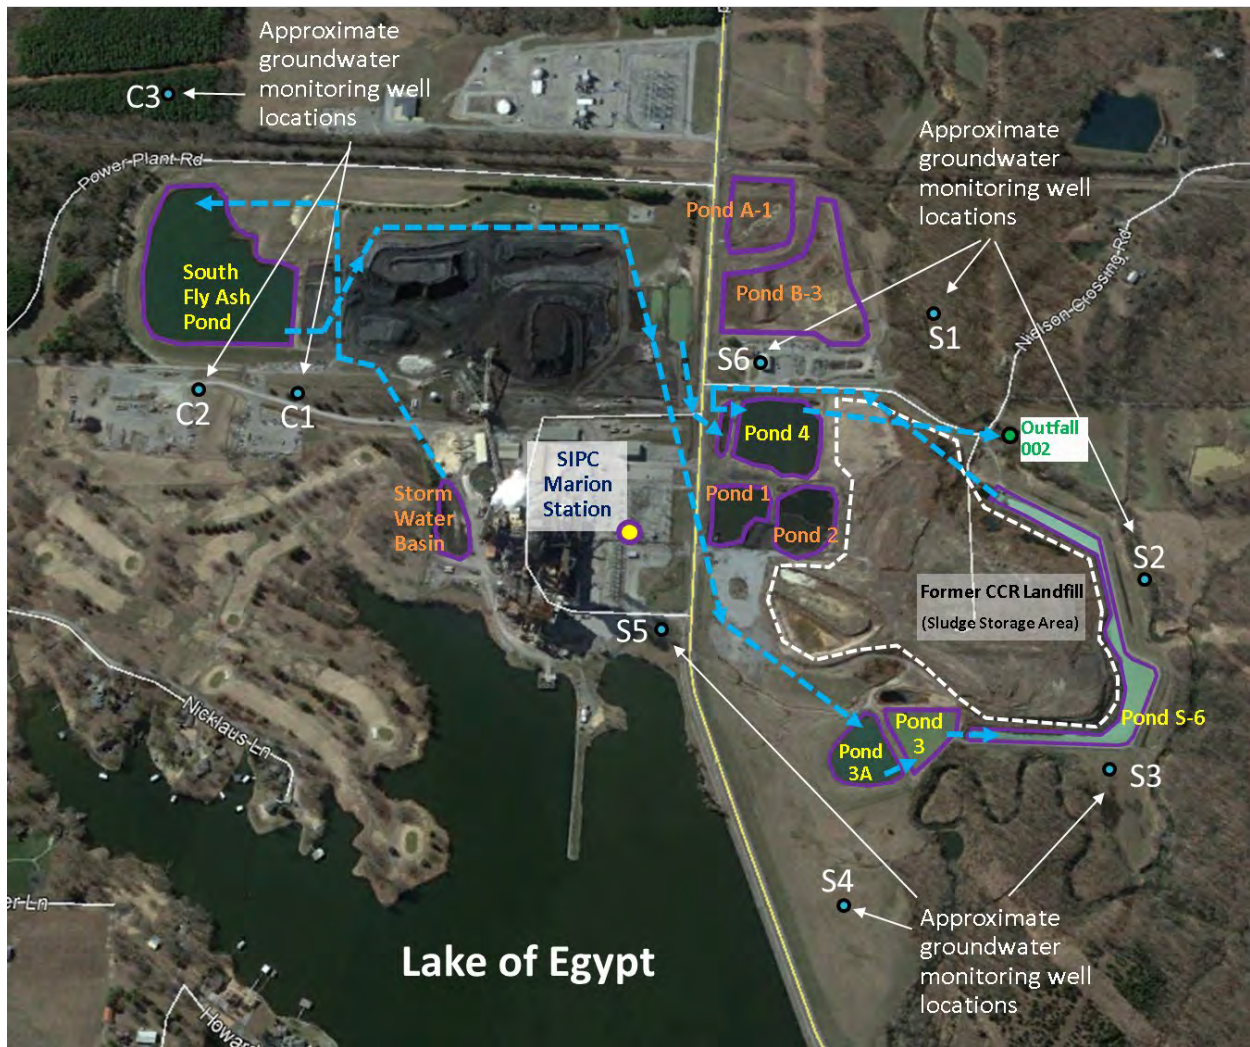 Approximate
groundwater
monitoring well
locations
C3
Power Plant Rd
Approximate
groundwater
monitoring well
locations
Pond A-1
South
Fly Ash
Pond
Pond B-3
S1
Nielson Crossing Rd
S6
C2
C1
Pond 4
Outfall
002
SIPC
Marion
Station
Storm
Water
Basin
Pond 1
Pond 2
S2
Former CCR Landfill
(Sludge Storage Area)
S5
Nicklaus Ln
Pond S-6
Pond
3
Pond
3A
S3
S4
er Ln
Approximate
groundwater
monitoring well
locations
Lake of Egypt
Howard